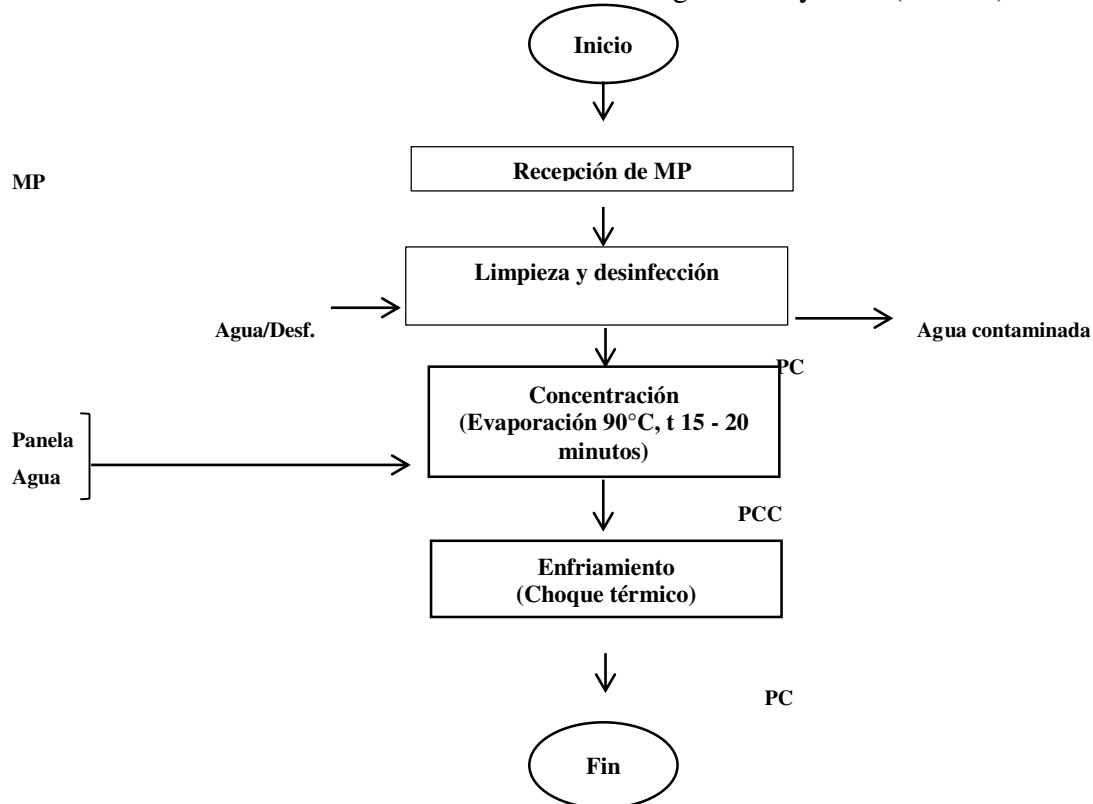 Inicio
MP
Recepción de MP
Limpieza y desinfección
Agua/Desf.
Agua contaminada
PC
Concentración
(Evaporación 90°C, t 15 - 20
minutos)
Panela
Agua
PCC
Enfriamiento
(Choque térmico)
PC
Fin